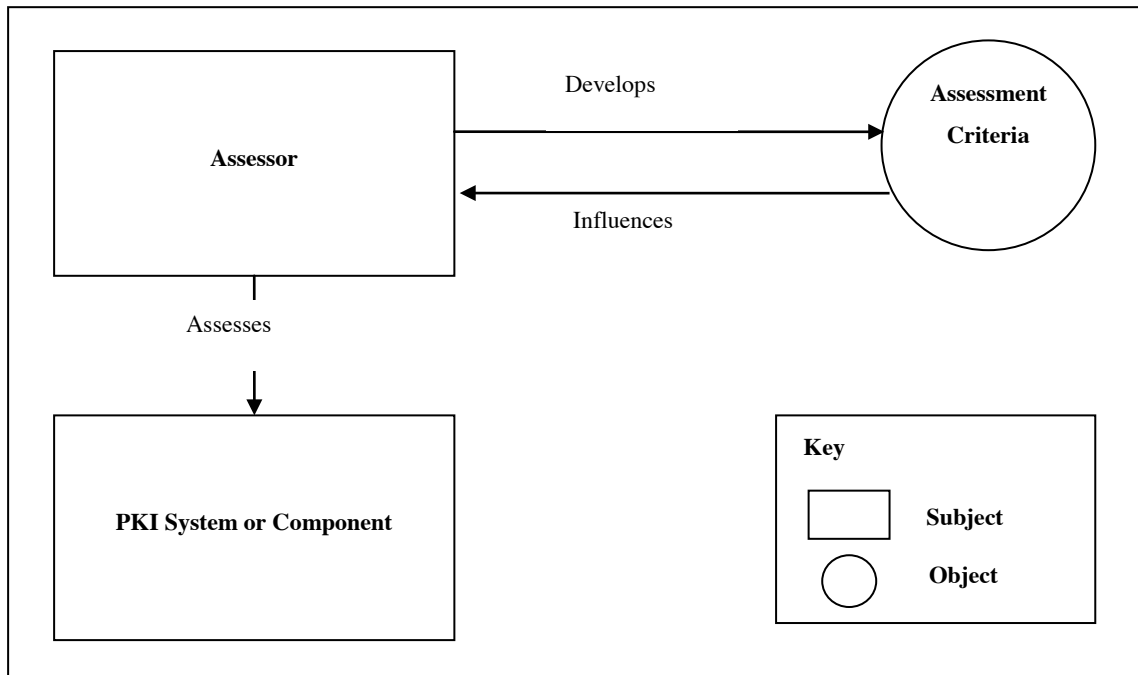 Develops
Assessment
Criteria
Assessor
Influences
Assesses
PKI System or Component
Key
Subject
Object